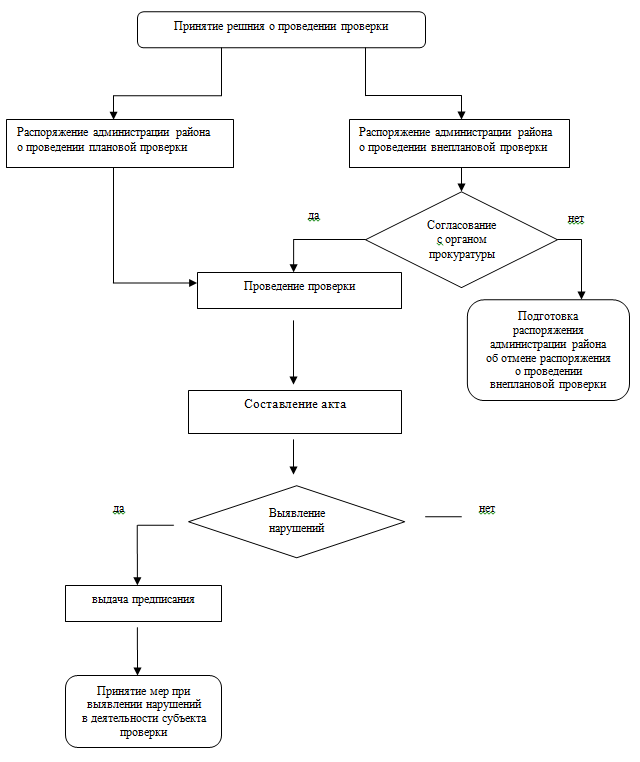 Принятие решния о проведении проверки
Распоряжение администрации района
о проведении плановой проверки
Распоряжение администрации района
о проведении внеплановой проверки
да
Согласование
с органом
прокуратуры
нет
Проведение проверки
Подготовка
распоряжения
администрации района
об отмене распоряжения
о проведении
внеплановой проверки
Составление акта
да
Выявление
нарушений
нет
выдача предписания
Принятие мер при
выявлении нарушений
в деятельности субъекта
проверки